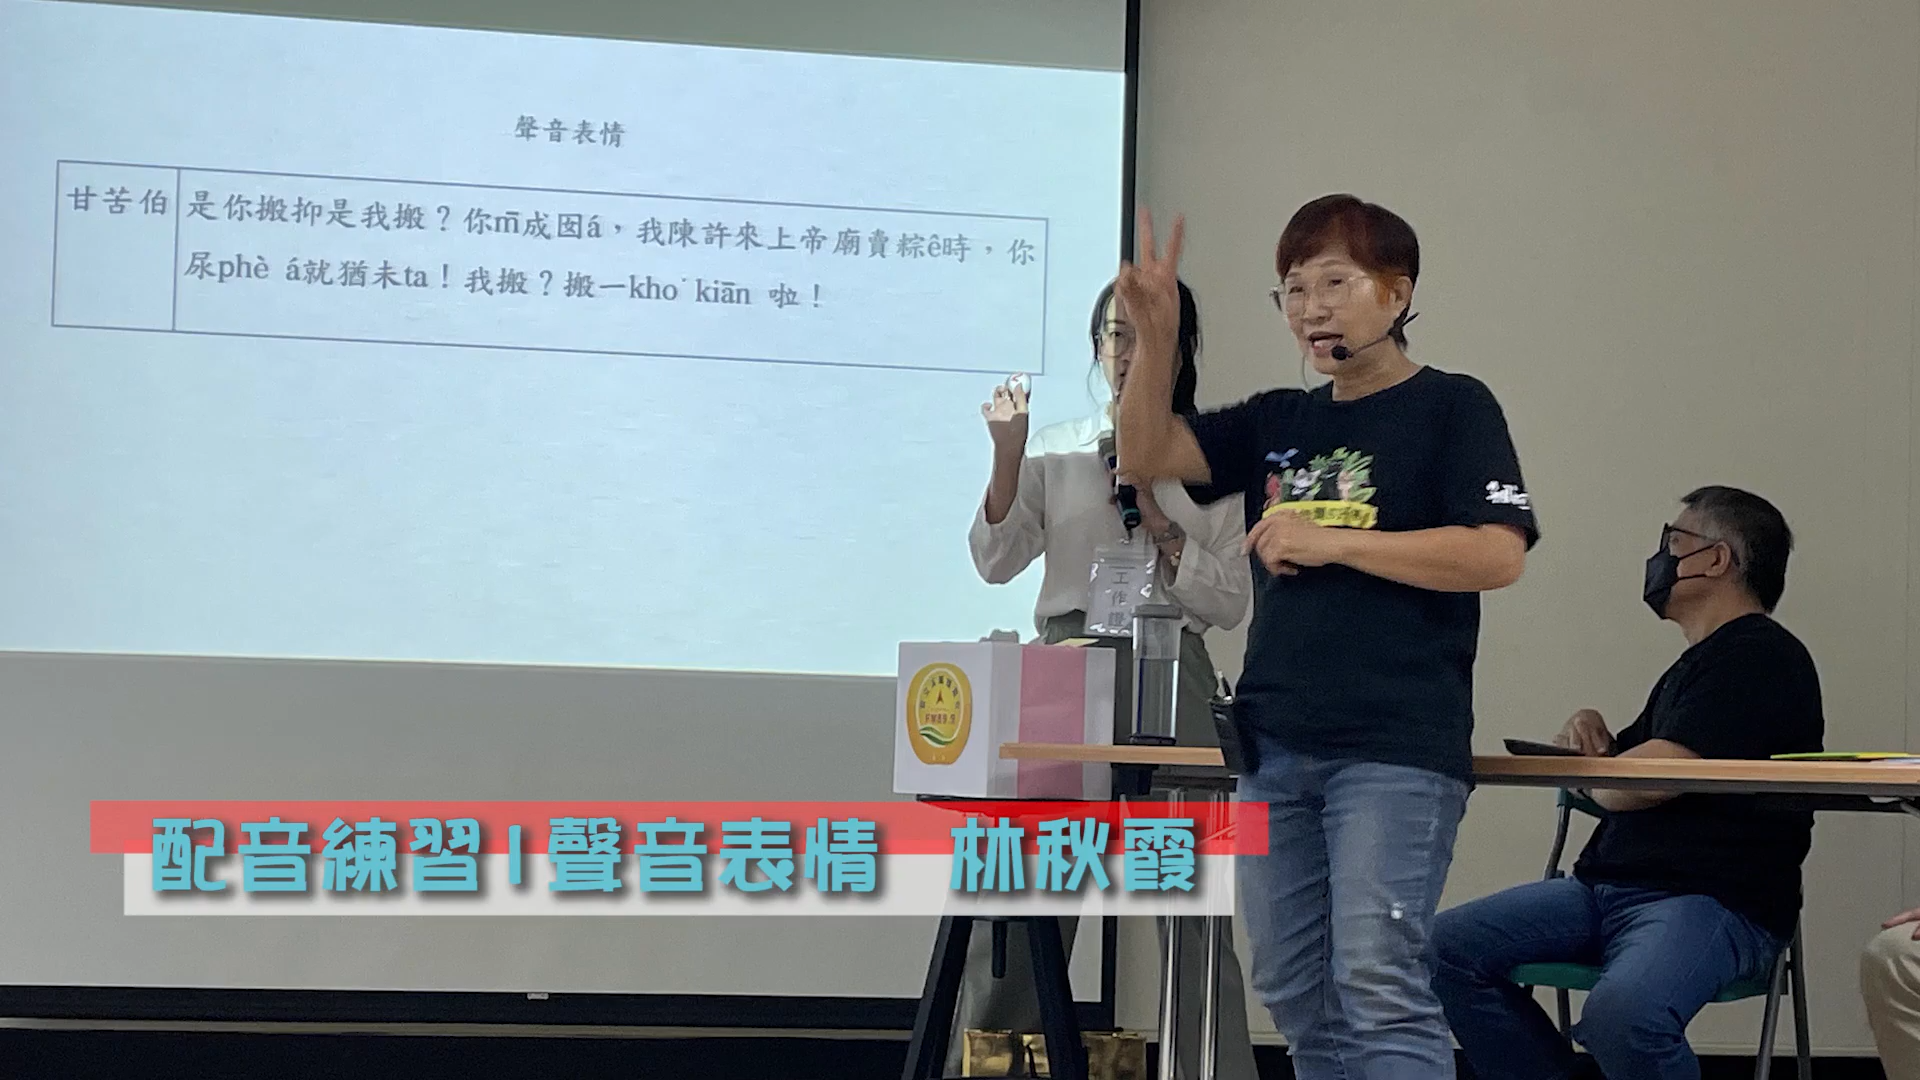 聲音表情
甘苦伯
是你搬抑是我搬？你m̄成囡á，我陳許來上帝廟賣粽ê時，你
尿phè á就猶未ta！我搬？搬一kho͘ kiān 啦！
工作證
配音練習1聲音表情 林秋霞